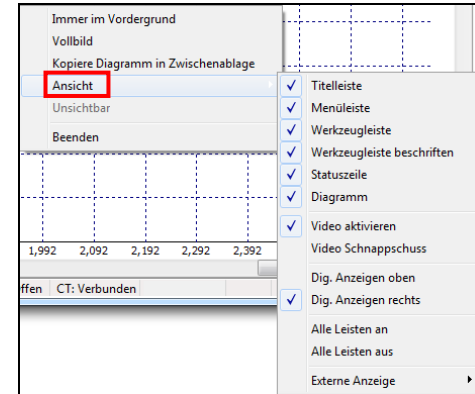 Immer im Vordergrund
Vollbild
Kopiere Diagramm in Zwischenablage
Ansicht
Unsichtbar
Beenden
Titelleiste
Menüleiste
Werkzeugleiste
Werkzeugleiste beschriften
Statuszeile
Diagramm
Video aktivieren
Video Schnappschuss
Dig. Anzeigen oben
Dig. Anzeigen rechts
Alle Leisten an
Alle Leisten aus
Externe Anzeige
1,992 2,092 2,192 2,292 2,392
ffen CT: Verbunden